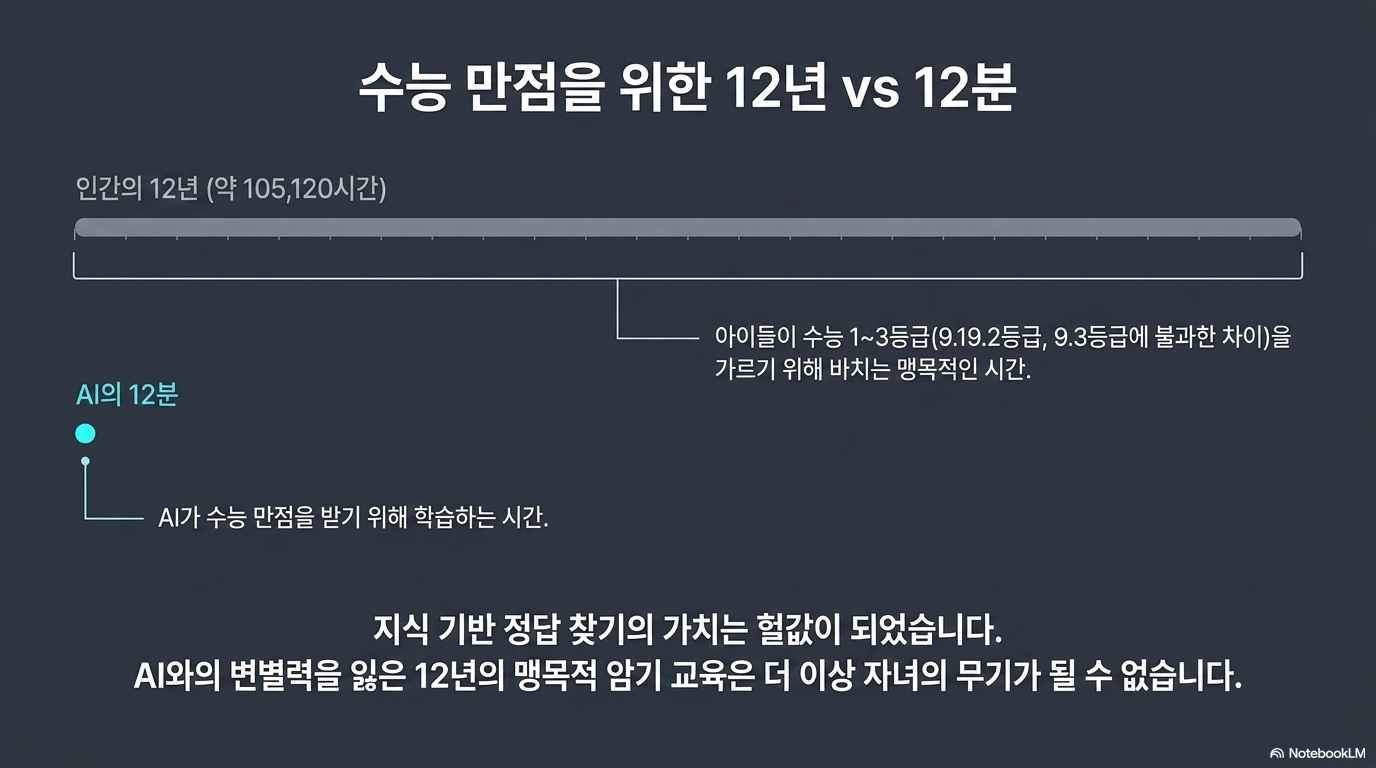 수능 만점을 위한 12년 vs 12분
인간의 12년 (약 105,120시간)
아이들이 수능 1~3등급(9.19.2등급, 9.3등급에 불과한 차이)을
가르기 위해 바치는 맹목적인 시간.
AI의 12분
AI가 수능 만점을 받기 위해 학습하는 시간.
지식 기반 정답 찾기의 가치는 헐값이 되었습니다.
AI와의 변별력을 잃은 12년의 맹목적 암기 교육은 더 이상 자녀의 무기가 될 수 없습니다.
NotebookLM